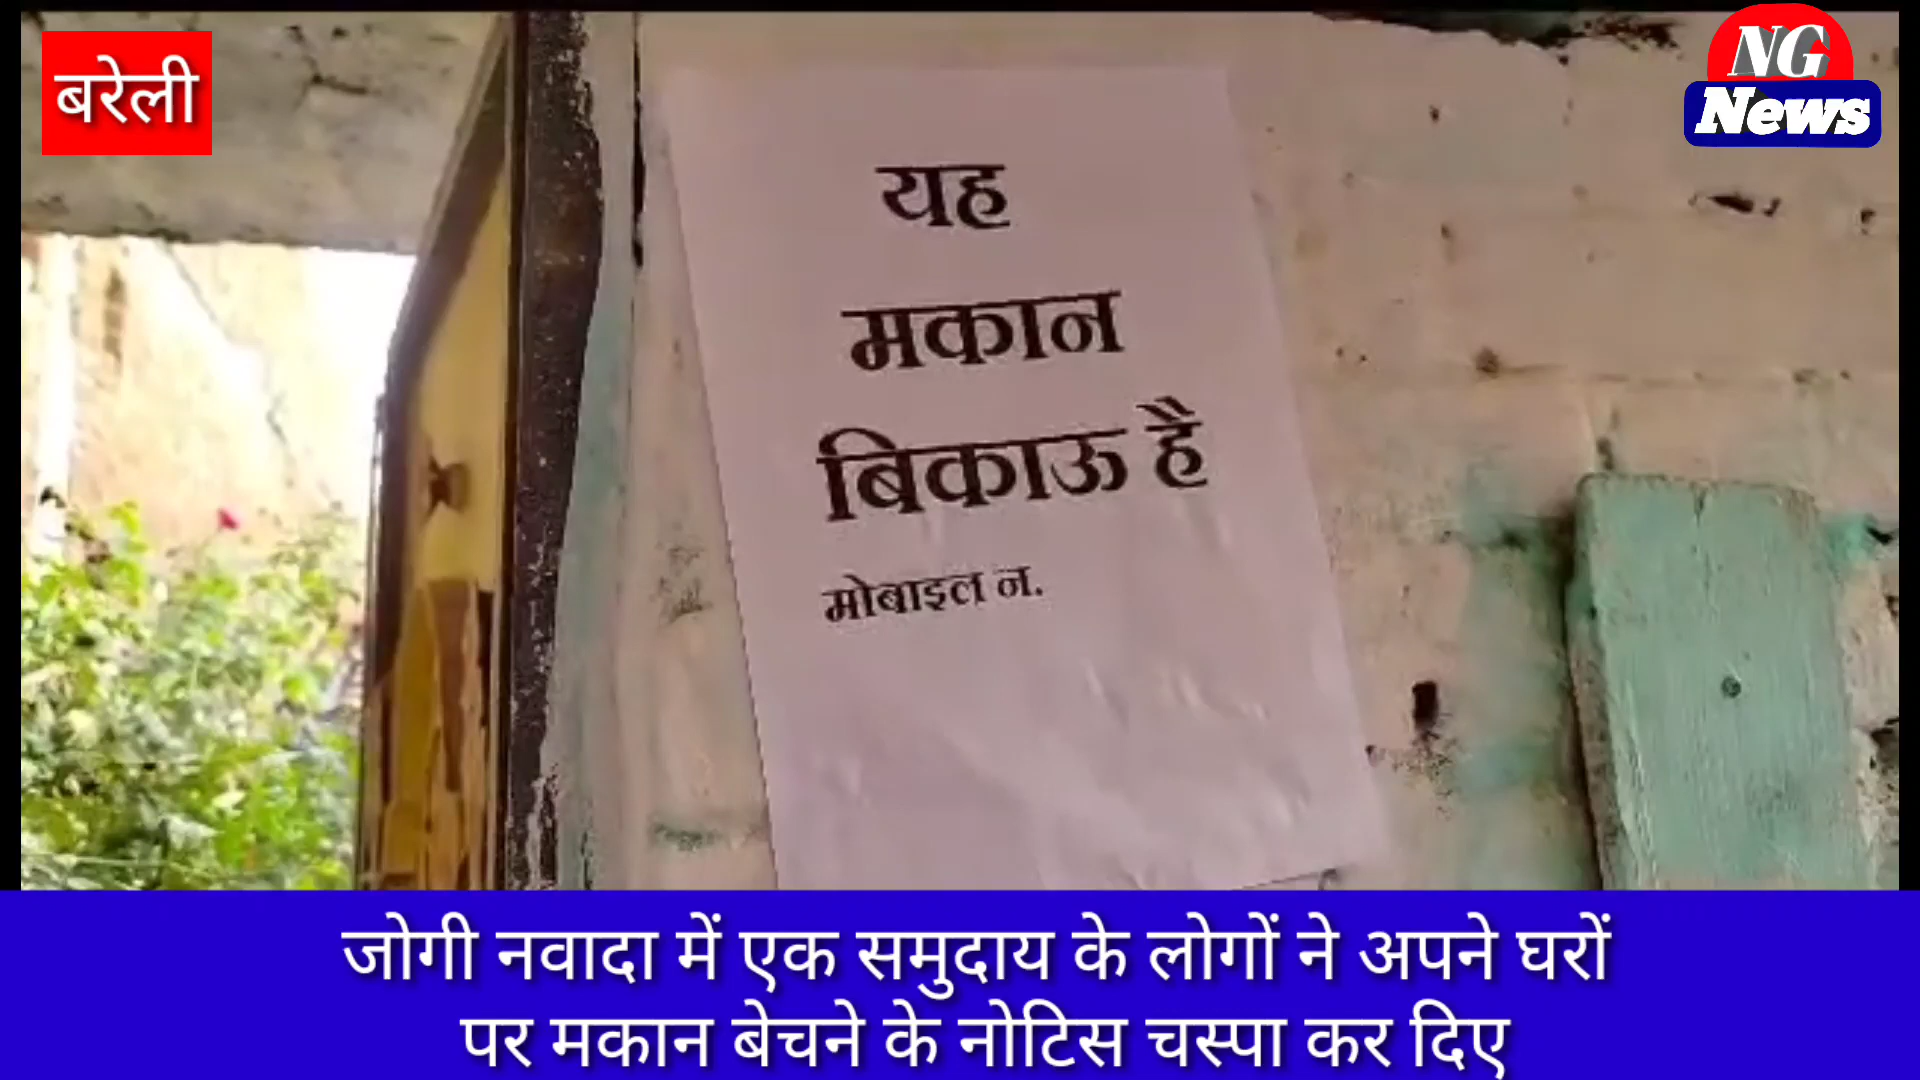 बरेली
NG
News
यह
मकान
बिकाऊ है
मोबाइल न.
जोगी नवादा में एक समुदाय के लोगों ने अपने घरों
पर मकान बेचने के नोटिस चस्पा कर दिए